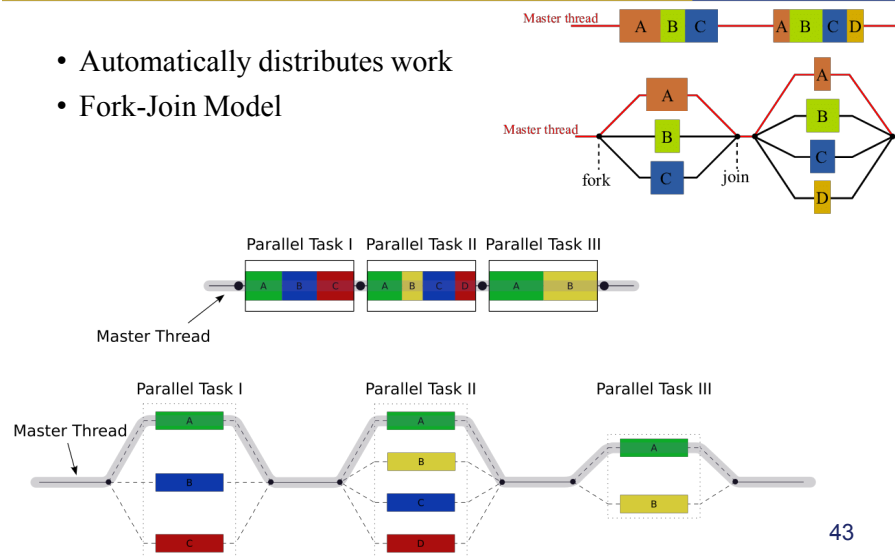 • Automatically distributes work
• Fork-Join Model
Master thread
A B C
A B C D
Master thread
A
B
C
fork
join
A
B
C
D
Parallel Task I Parallel Task II Parallel Task III
A B C
A B C D
A B
Master Thread
Parallel Task I
Parallel Task II
Parallel Task III
Master Thread
A
B
C
A
B
C
D
A
B
43